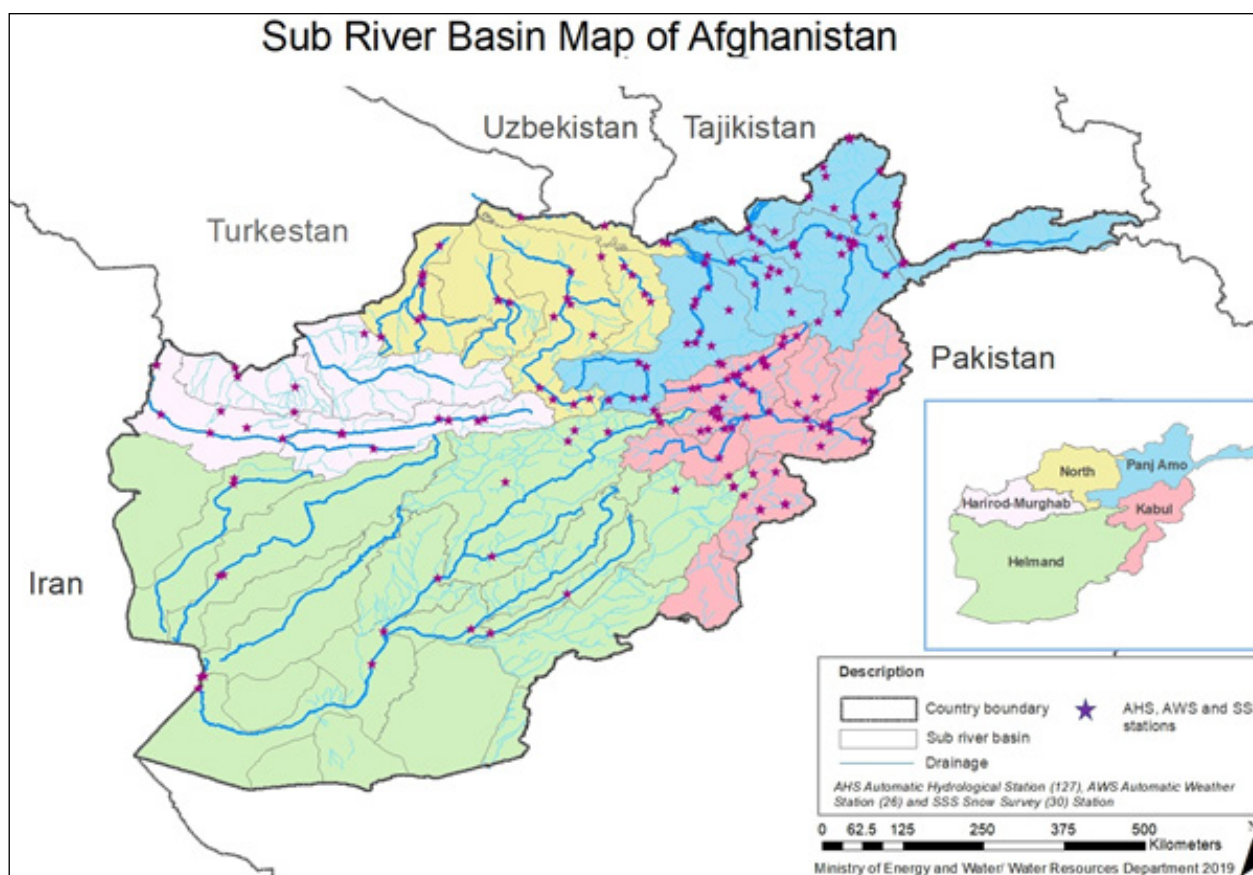 Sub River Basin Map of Afghanistan
Uzbekistan
Tajikistan
Turkestan
Pakistan
Iran
North
Panj Amo
Harirod-Murghab
Kabul
Helmand
Description
Country boundary
AHS, AWS and SS
stations
Sub river basin
Drainage
AHS Automatic Hydrological Station (127), AWS Automatic Weather
Station (26) and SSS Snow Survey (30) Station
0 62.5 125 250 375 500
Kilometers
Ministry of Energy and Water/ Water Resources Department 2019